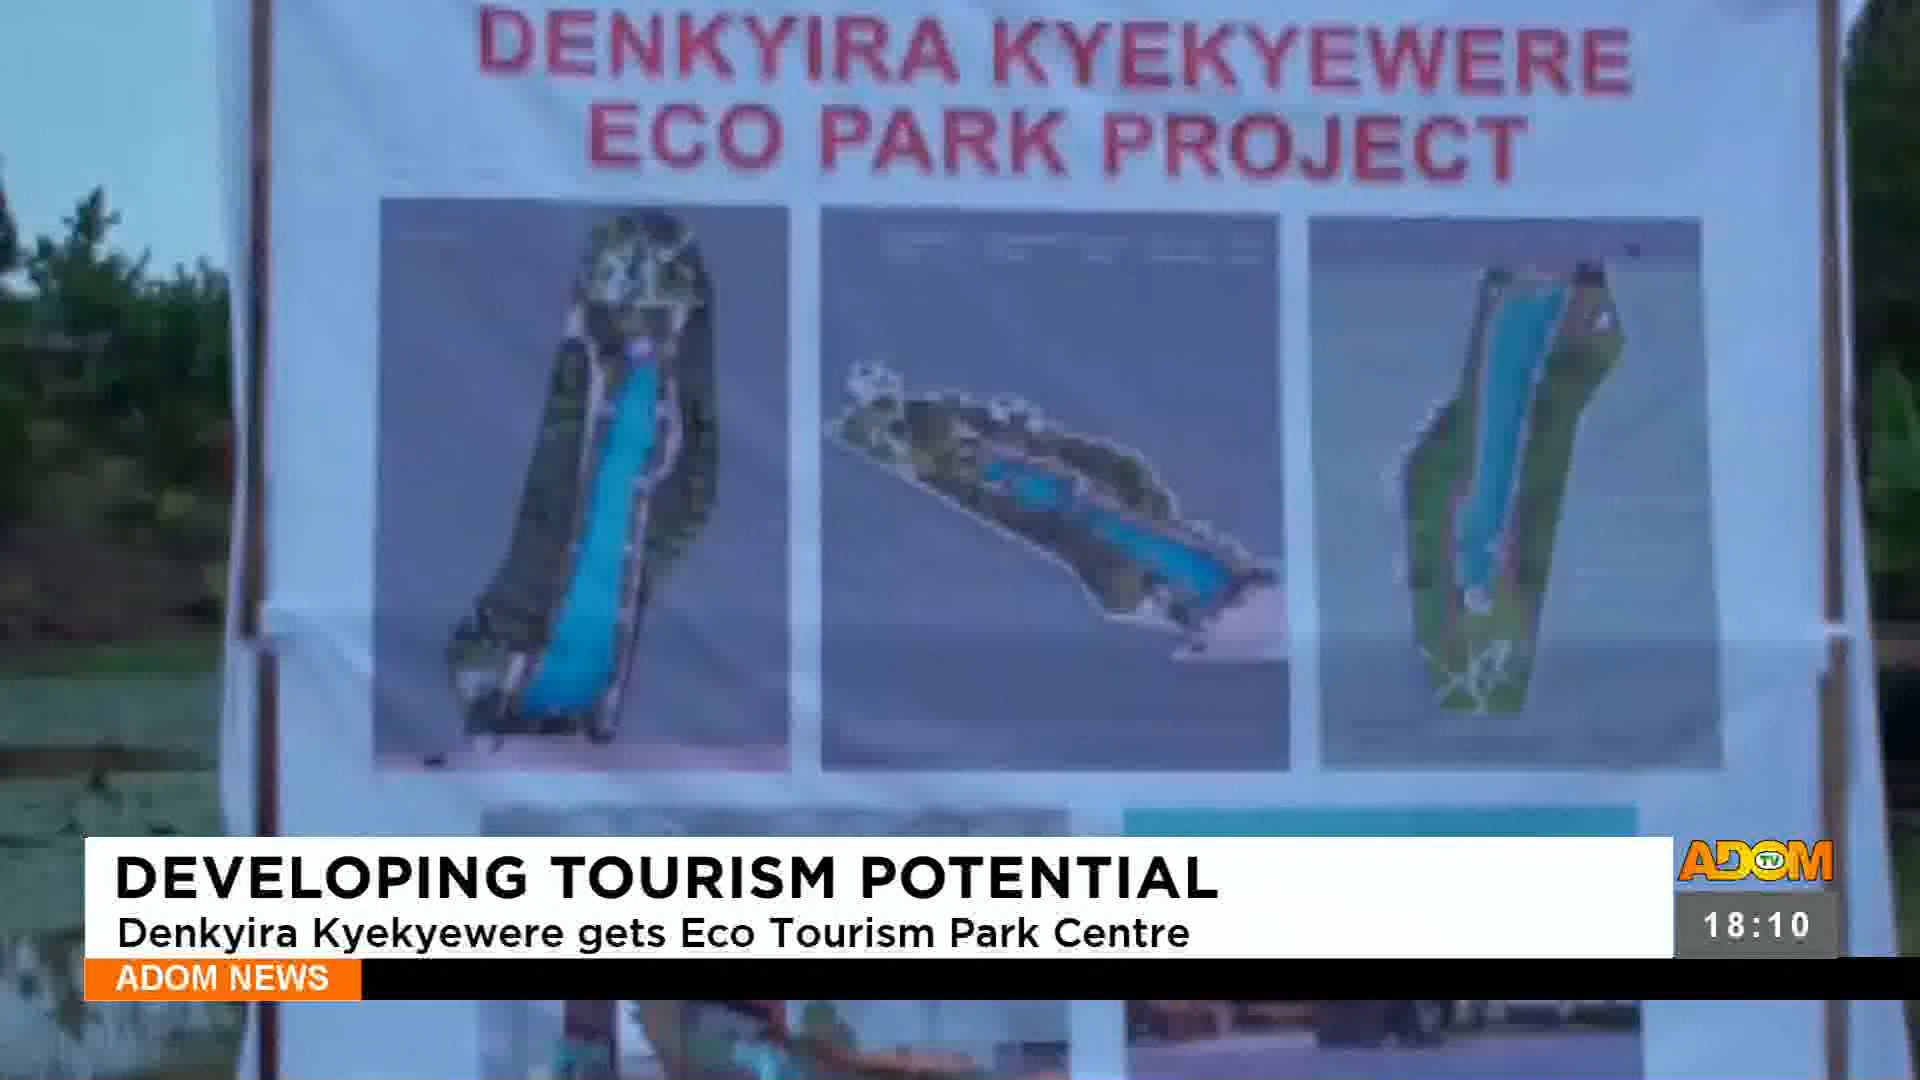 DENKYIRA KYEKYEWERE
ECO PARK PROJECT
DEVELOPING TOURISM POTENTIAL
Denkyira Kyekyewere gets Eco Tourism Park Centre
ADOM NEWS
ADOM TV
18:10